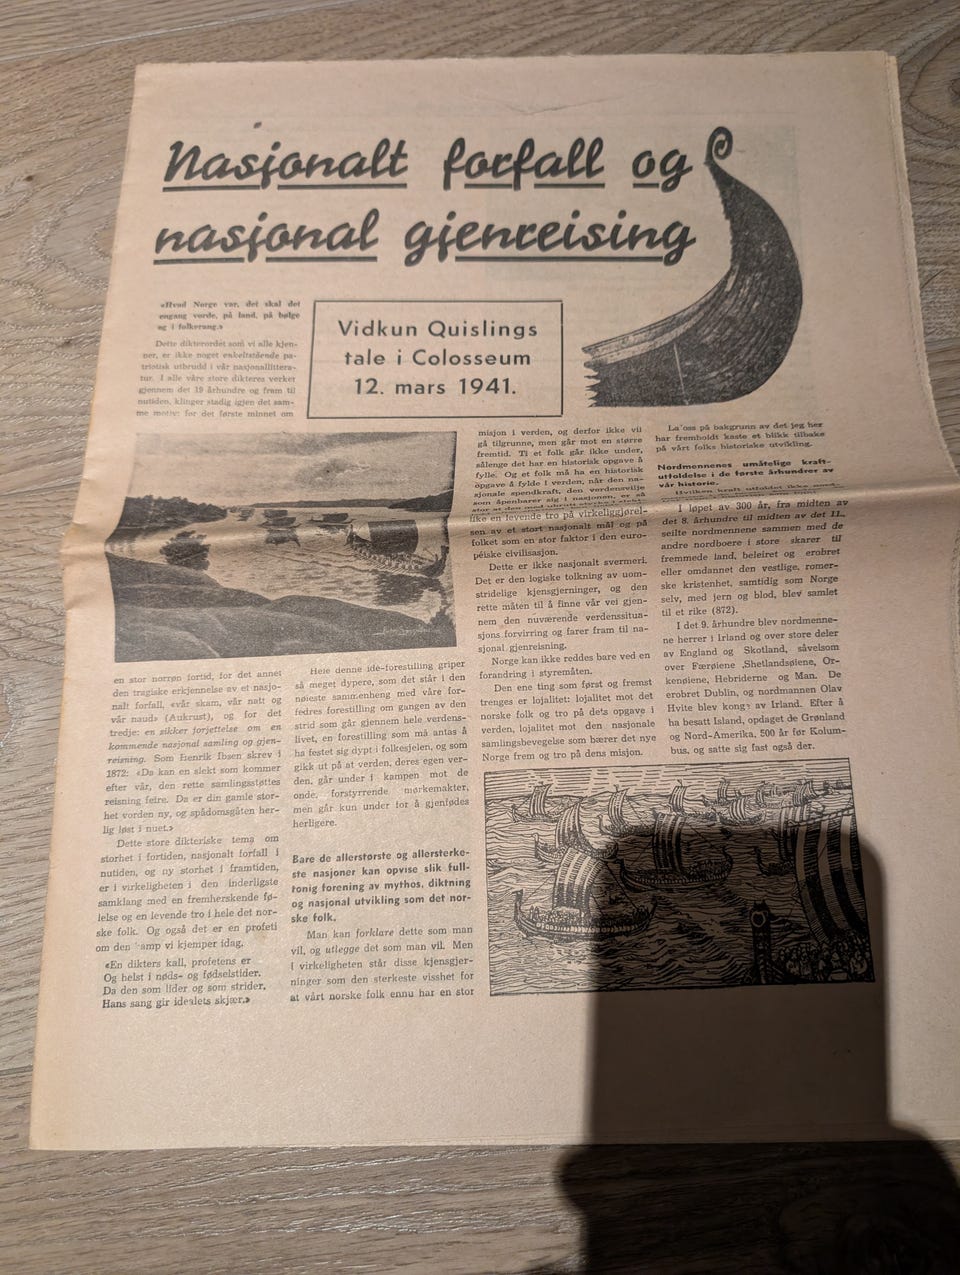 Nasjonalt forfall og
nasjonal gjenreising
Vidkun Quislings
tale i Colosseum
12. mars 1941.
«Hvad Norge var, det skal det
engang vorde, på land, på bølge
og i folkerang.»
Dette dikterordet som vi alle kjen-
ner, er ikke noget enkeltstående pa-
triotisk utbrudd i vår nasjonallittera-
tur. I alle våre store dikteres verker
gjennem det 19 århundre og fram til
nutiden, klinger stadig igjen det sam-
me motiv: for det første minnet om
en stor norrøn fortid, for det annet
den tragiske erkjennelse av et nasjo-
nalt forfall, «vår skam, vår natt og
vår naud» (Aukrust), og for det
tredje: en sikker forjettelse om en
kommende nasjonal samling og gjen-
reisning. Som Henrik Ibsen skrev i
1872: «Da kan en slekt som kommer
efter vår, den rette samlingsstøttes
reisning feire. Da er din gamle stor-
het vorden ny, og spådomsgåten her-
lig løst i nuet.»
Dette store dikteriske tema om
storhet i fortiden, nasjonalt forfall i
nutiden, og ny storhet i framtiden,
er i virkeligheten i den inderligste
samklang med en fremherskende fø-
lelse og en levende tro i hele det nor-
ske folk. Og også det er en profeti
om den amp vi kjemper idag.
«En dikters kall, profetens er
Og helst i nøds- og fødselstider.
Da den som lider og som strider,
Hans sang gir idealets skjær.»
Hele denne ide-forestilling griper
så meget dypere, som det står i den
nøieste sammenheng med våre for-
fedres forestilling om gangen av den
strid som går gjennem hele verdens-
livet, en forestilling som må antas å
ha festet sig dypt i folkesjelen, og som
gikk ut på at verden, deres egen ver-
den, går under i kampen mot de
onde, forstyrrende mørkemakter,
men går kun under for å gjenfødes
herligere.
Bare de allerstørste og allersterke-
ste nasjoner kan opvise slik full-
tonig forening av mythos, diktning
og nasjonal utvikling som det nor-
ske folk.
Man kan forklare dette som man
vil, og utlegge det som man vil. Men
i virkeligheten står disse kjensgjer-
ninger som den sterkeste visshet for
at vårt norske folk ennu har en stor
misjon i verden, og derfor ikke vil
gå tilgrunne, men går mot en større
fremtid. Ti et folk går ikke under,
sålenge det har en historisk opgave å
fylle. Og et folk må ha en historisk
opgave å fylde i verden, når den na-
sjonale spendkraft, den verdensvilje
som åpenbarer sig i nasjonen, er så
like en levende tro på virkeliggjørel-
sen av et stort nasjonalt mål og på
folket som en stor faktor i den euro-
péiske civilisasjon.
Dette er ikke nasjonalt svermeri.
Det er den logiske tolkning av uom-
stridelige kjensgjerninger, og den
rette måten til å finne vår vei gjen-
nem den nuværende verdenssitua-
sjons forvirring og farer fram til na-
sjonal gjenreisning.
Norge kan ikke reddes bare ved en
forandring i styremåten.
Den ene ting som først og fremst
trenges er lojalitet: lojalitet mot det
norske folk og tro på dets opgave i
verden, lojalitet mot den nasjonale
samlingsbevegelse som bærer det nye
Norge frem og tro på dens misjon.
La oss på bakgrunn av det jeg her
har fremholdt kaste et blikk tilbake
på vårt folks historiske utvikling.
Nordmennenes umåtelige kraft-
utfoldelse i de første århundrer av
vår historie.
Hvilken kraft utfoldet ikke
I løpet av 300 år, fra midten av
det 8. århundre til midten av det 11.,
seilte nordmennene sammen med de
andre nordboere i store skarer til
fremmede land, beleiret og erobret
eller omdannet den vestlige, romer-
ske kristenhet, samtidig som Norge
selv, med jern og blod, blev samlet
til et rike (872).
I det 9. århundre blev nordmenne-
ne herrer i Irland og over store deler
av England og Skotland, såvelsom
over Færøiene, Shetlandsøiene, Or-
kenøiene, Hebriderne og Man. De
erobret Dublin, og nordmannen Olav
Hvite blev konge av Irland. Efter å
ha besatt Island, opdaget de Grønland
og Nord-Amerika, 500 år før Kolum-
bus, og satte sig fast også der.